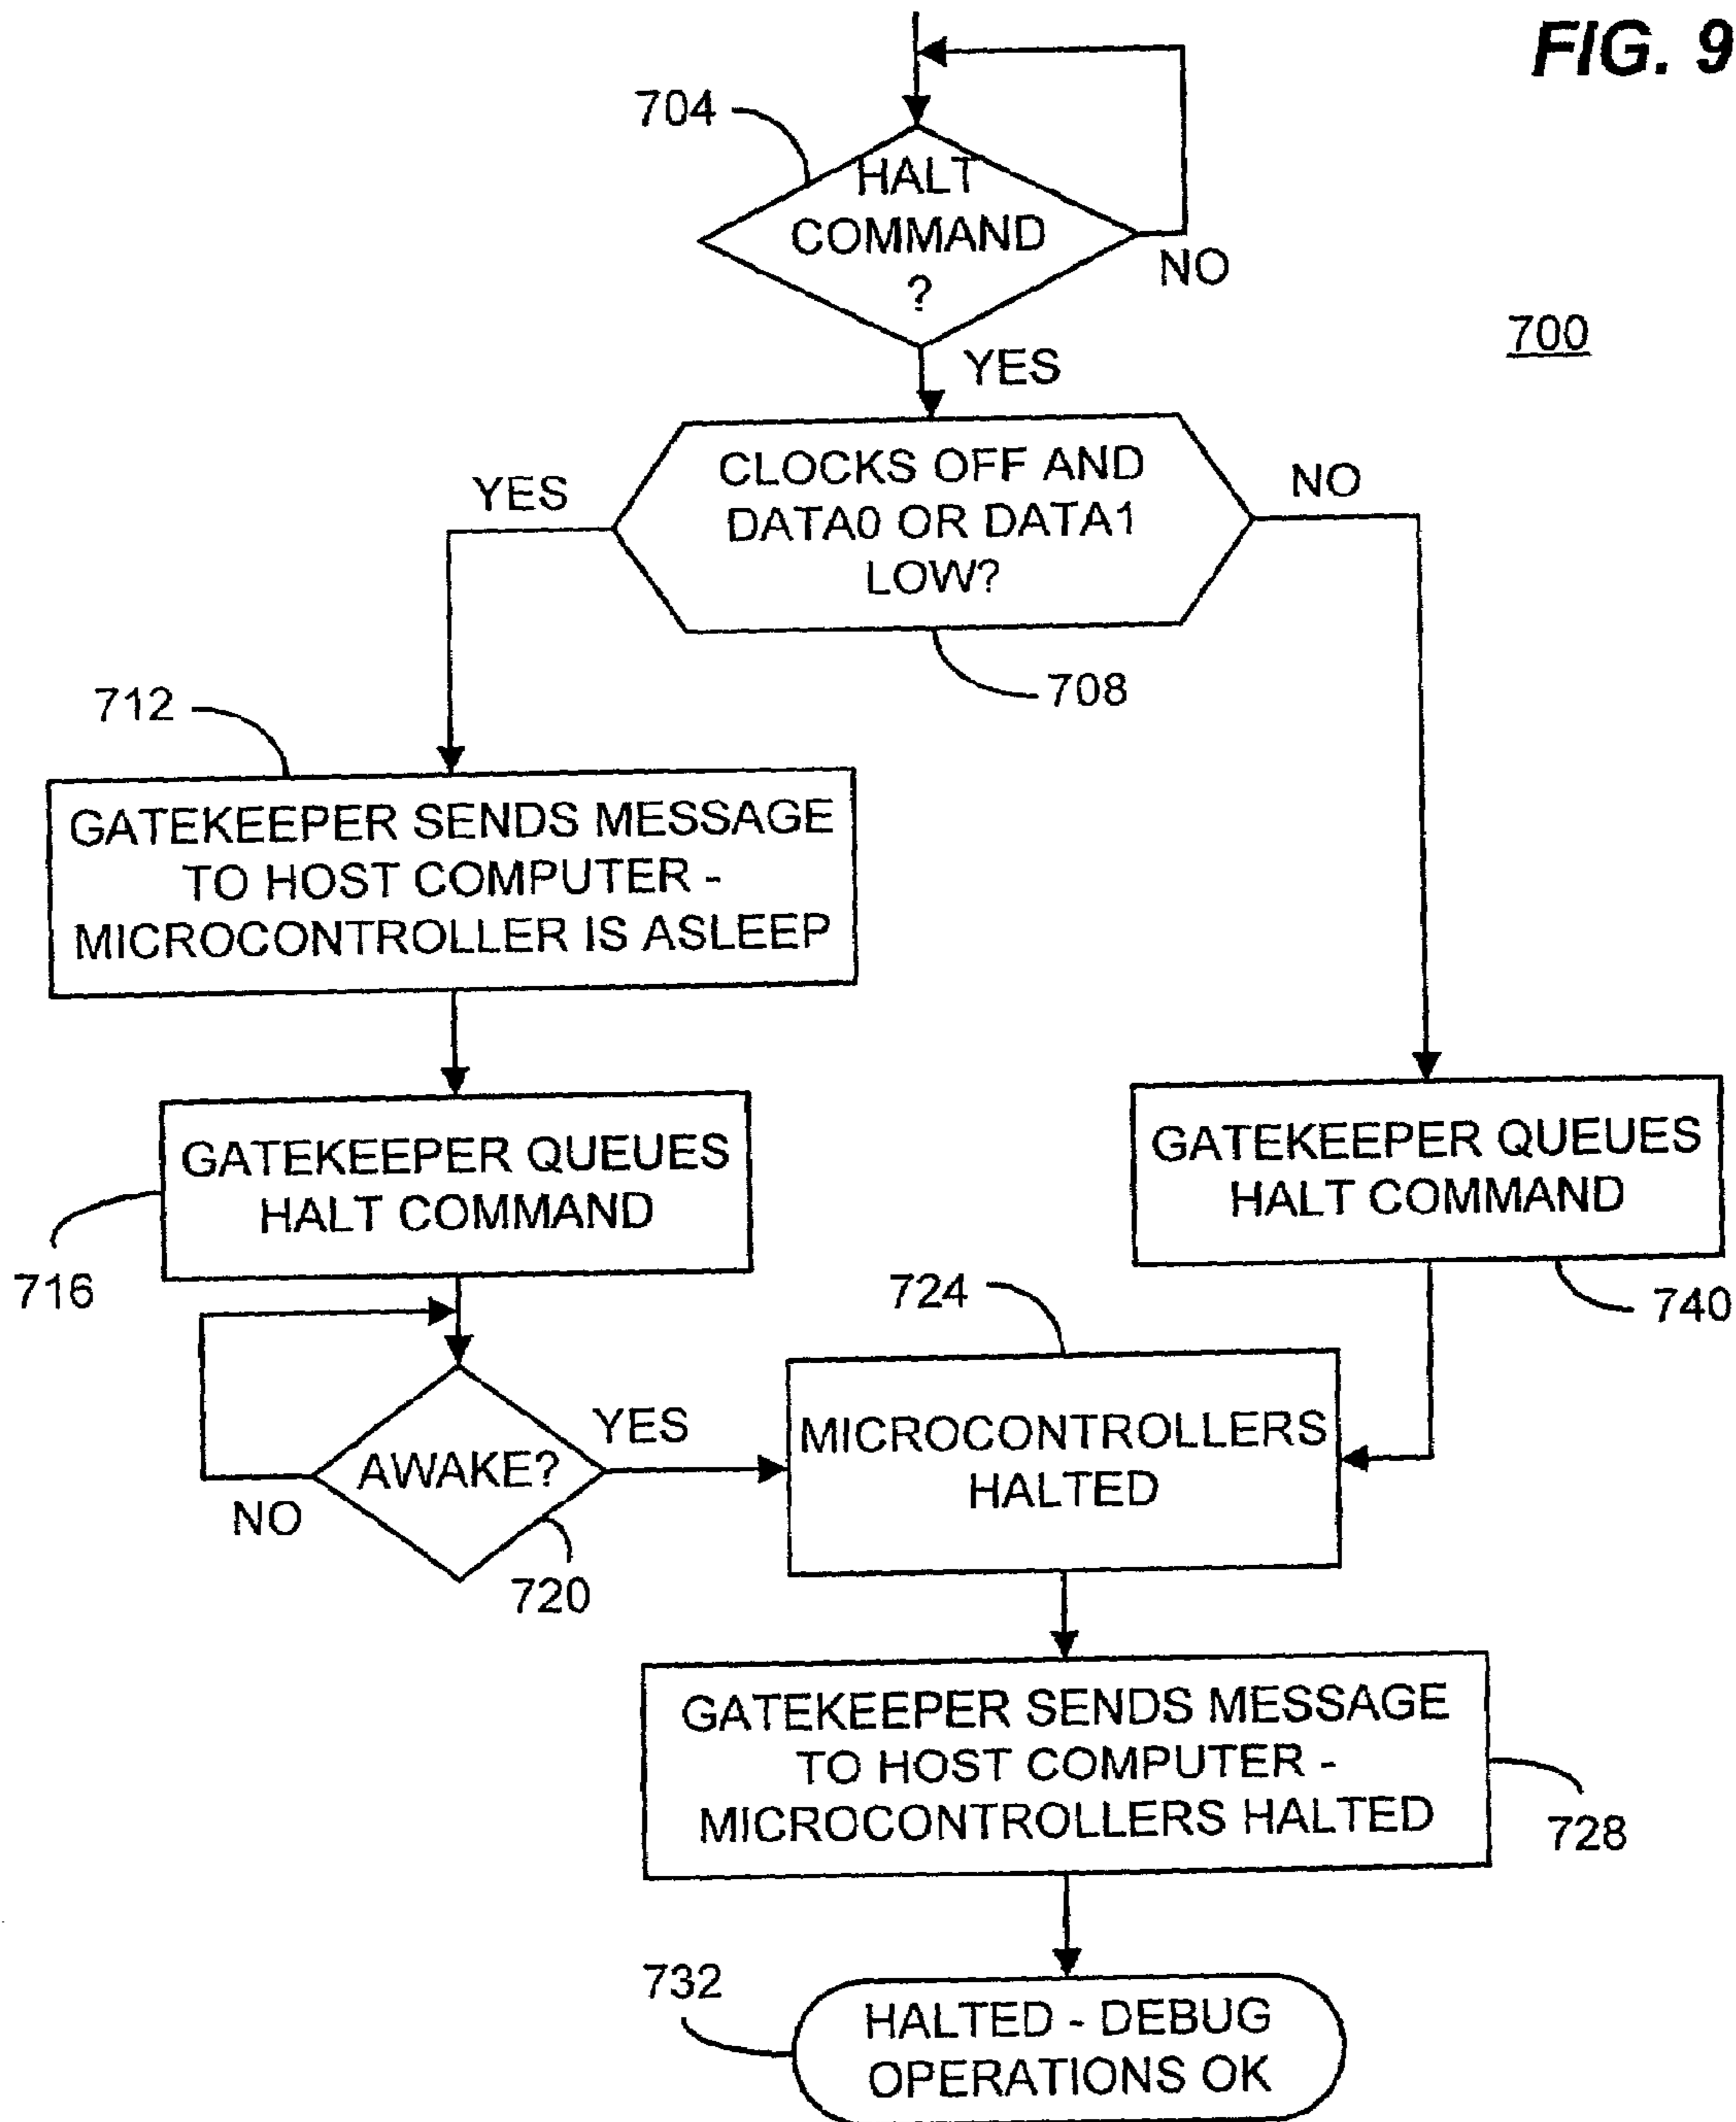 FIG. 9
704
HALT
COMMAND
?
NO
700
YES
CLOCKS OFF AND
DATA0 OR DATA1
LOW?
YES
NO
708
712
GATEKEEPER SENDS MESSAGE
TO HOST COMPUTER -
MICROCONTROLLER IS ASLEEP
GATEKEEPER QUEUES
HALT COMMAND
716
GATEKEEPER QUEUES
HALT COMMAND
740
724
AWAKE?
YES
NO
720
MICROCONTROLLERS
HALTED
GATEKEEPER SENDS MESSAGE
TO HOST COMPUTER -
MICROCONTROLLERS HALTED
728
732
HALTED - DEBUG
OPERATIONS OK